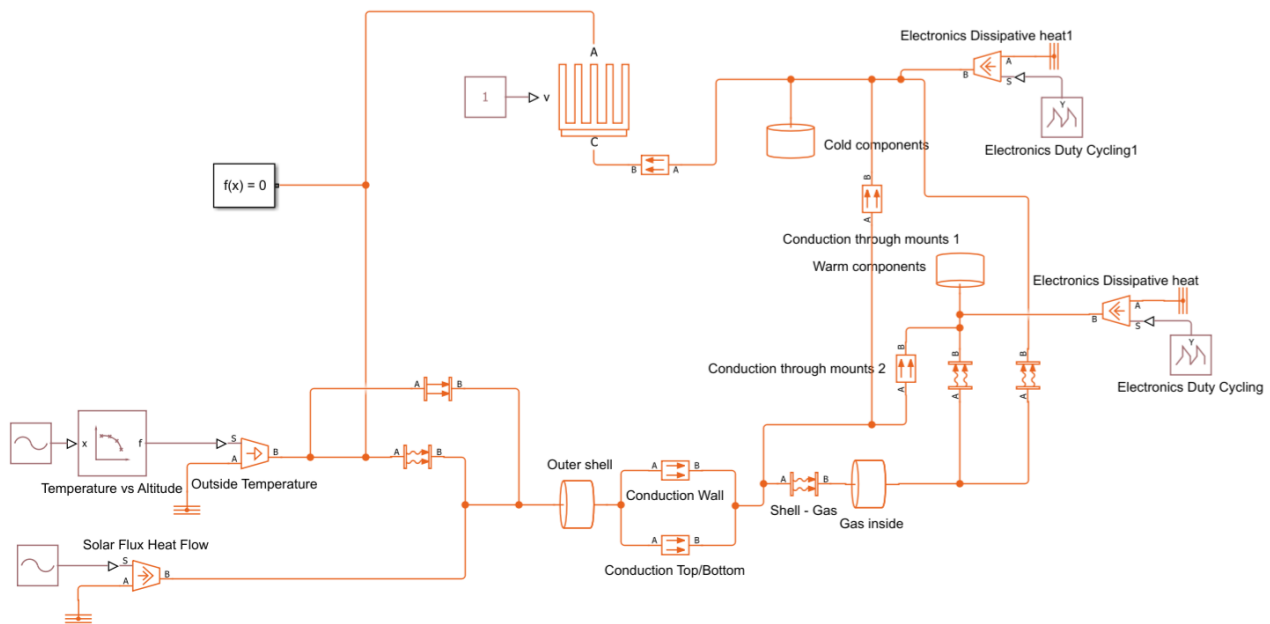 A
Electronics Dissipative heat1
A
B
S
1
v
Y
C
Cold components
Electronics Duty Cycling1
B
A
f(x) = 0
B
A
Conduction through mounts 1
Warm components
Electronics Dissipative heat
A
B
S
Y
B
B
B
Conduction through mounts 2
Electronics Duty Cycling
A
A
A
A
B
x
f
S
A
B
A
B
Temperature vs Altitude
Outside Temperature
Outer shell
A
B
Conduction Wall
A
B
Shell - Gas
Gas inside
Solar Flux Heat Flow
S
A
B
A
B
Conduction Top/Bottom